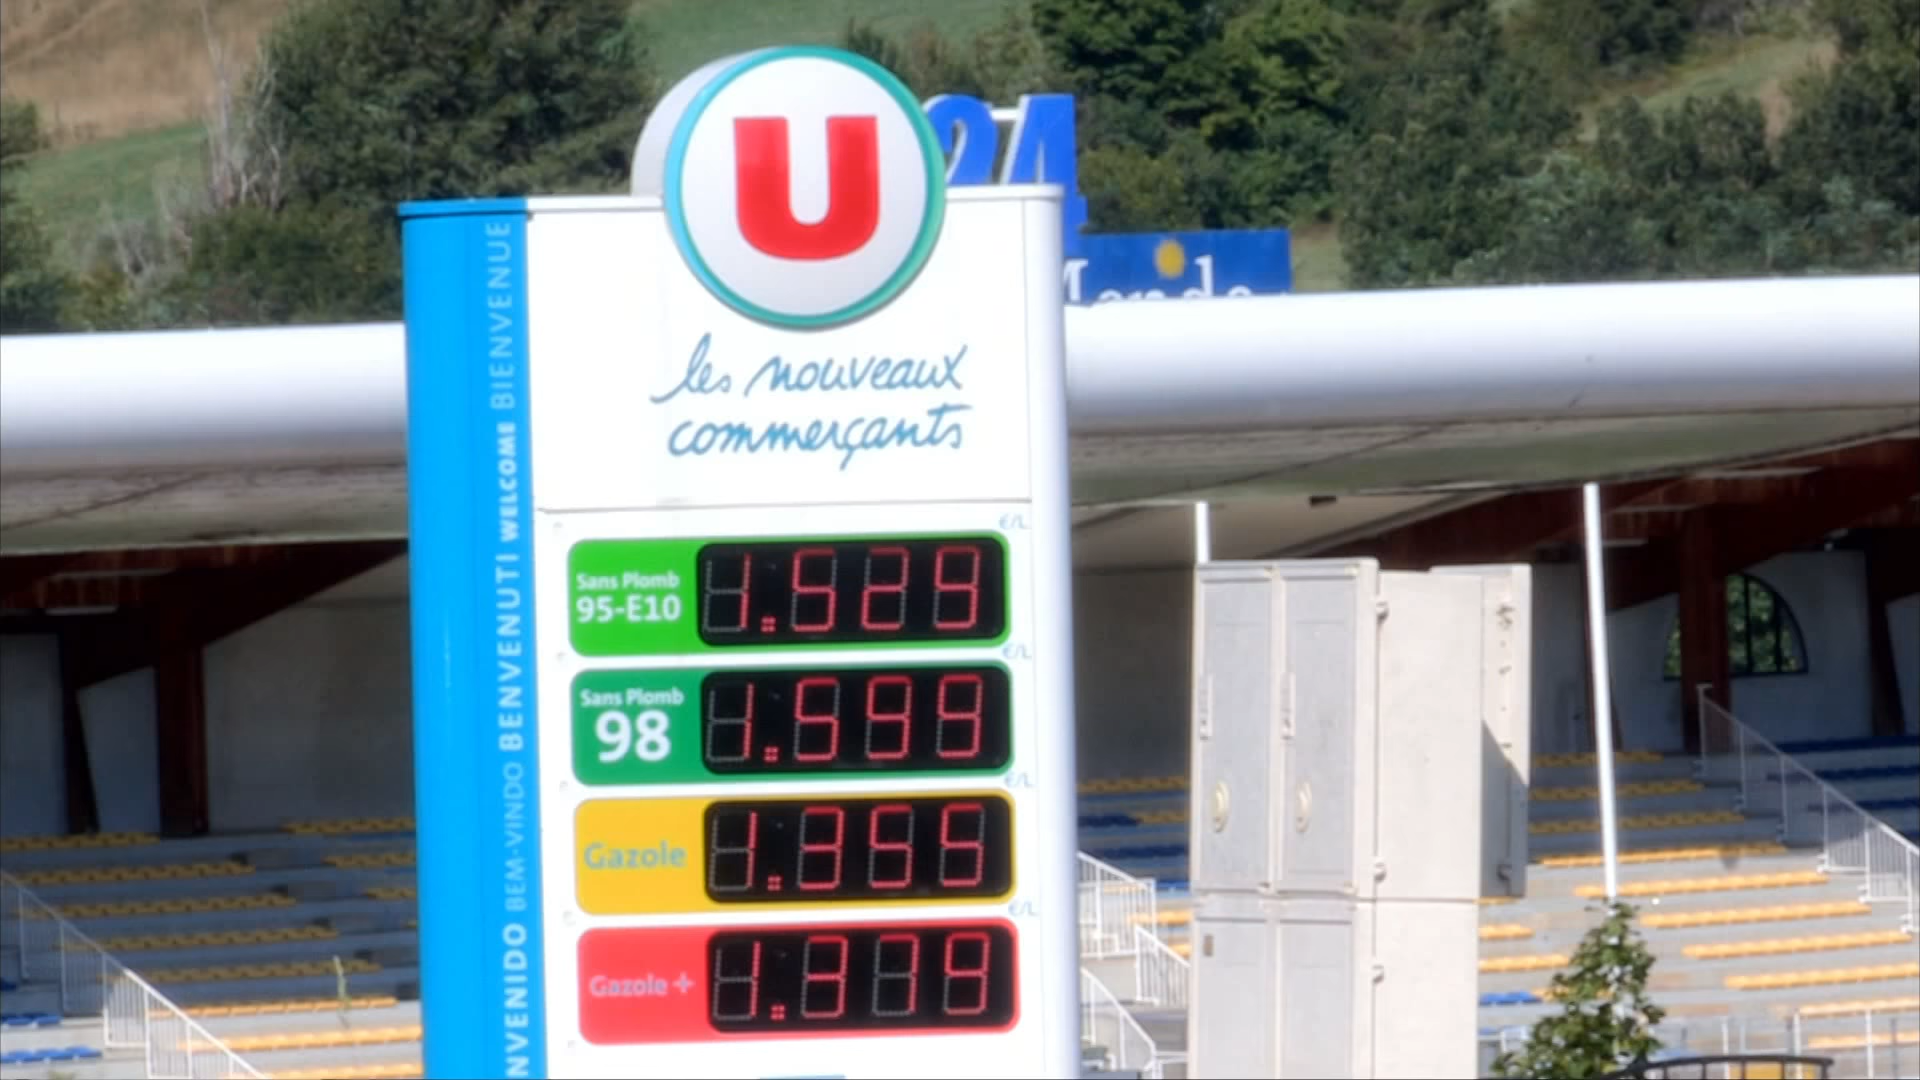 U
24
Mende
les nouveaux
commerçants
BIENVENUE
WELCOME
BENVENUTI
BEM-VINDO
€/L
Sans Plomb
95-E10
1.529
€/L
Sans Plomb
98
1.599
€/L
Gazole
1.355
€/L
Gazole +
1.379